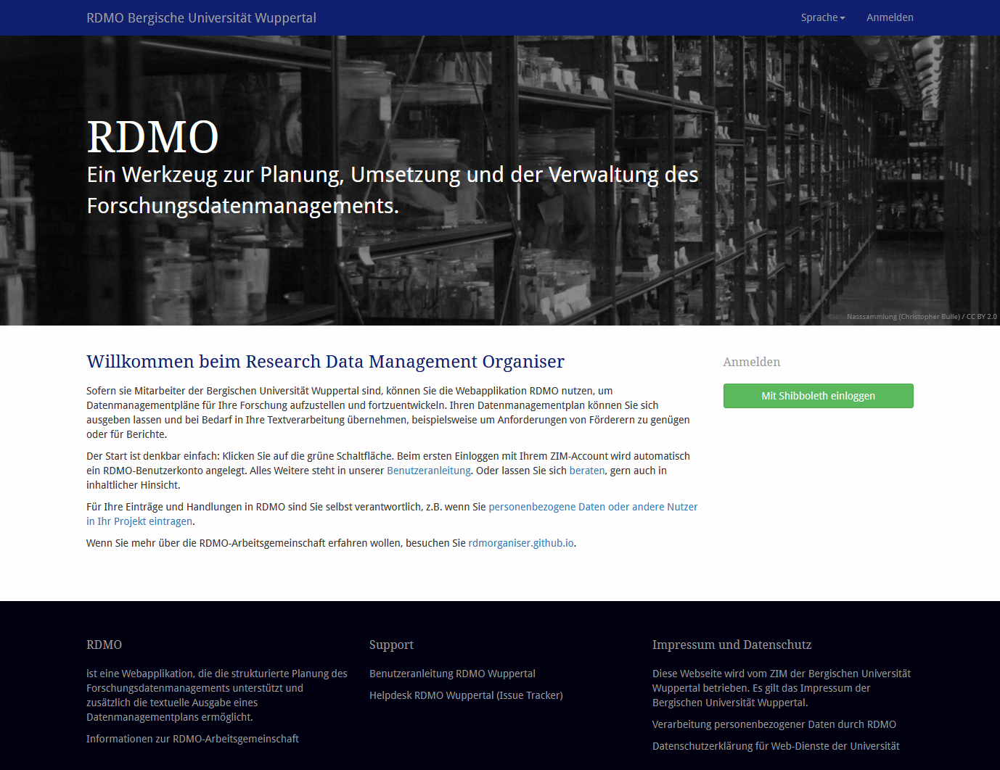 RDMO Bergische Universität Wuppertal
Sprache
Anmelden
RDMO
Ein Werkzeug zur Planung, Umsetzung und der Verwaltung des
Forschungsdatenmanagements.
Nasssammlung (Christopher Bulle) / CC BY 2.0
Willkommen beim Research Data Management Organiser
Sofern sie Mitarbeiter der Bergischen Universität Wuppertal sind, können Sie die Webapplikation RDMO nutzen, um
Datenmanagementpläne für Ihre Forschung aufzustellen und fortzuentwickeln. Ihren Datenmanagementplan können Sie sich
ausgeben lassen und bei Bedarf in Ihre Textverarbeitung übernehmen, beispielsweise um Anforderungen von Förderern zu genügen
oder für Berichte.
Der Start ist denkbar einfach: Klicken Sie auf die grüne Schaltfläche. Beim ersten Einloggen mit Ihrem ZIM-Account wird automatisch
ein RDMO-Benutzerkonto angelegt. Alles Weitere steht in unserer Benutzeranleitung. Oder lassen Sie sich beraten, gern auch in
inhaltlicher Hinsicht.
Für Ihre Einträge und Handlungen in RDMO sind Sie selbst verantwortlich, z.B. wenn Sie personenbezogene Daten oder andere Nutzer
in Ihr Projekt eintragen.
Wenn Sie mehr über die RDMO-Arbeitsgemeinschaft erfahren wollen, besuchen Sie rdmorganiser.github.io.
Anmelden
Mit Shibboleth einloggen
RDMO
ist eine Webapplikation, die die strukturierte Planung des
Forschungsdatenmanagements unterstützt und
zusätzlich die textuelle Ausgabe eines
Datenmanagementplans ermöglicht.
Informationen zur RDMO-Arbeitsgemeinschaft
Support
Benutzeranleitung RDMO Wuppertal
Helpdesk RDMO Wuppertal (Issue Tracker)
Impressum und Datenschutz
Diese Webseite wird vom ZIM der Bergischen Universität
Wuppertal betrieben. Es gilt das Impressum der
Bergischen Universität Wuppertal.
Verarbeitung personenbezogener Daten durch RDMO
Datenschutzerklärung für Web-Dienste der Universität